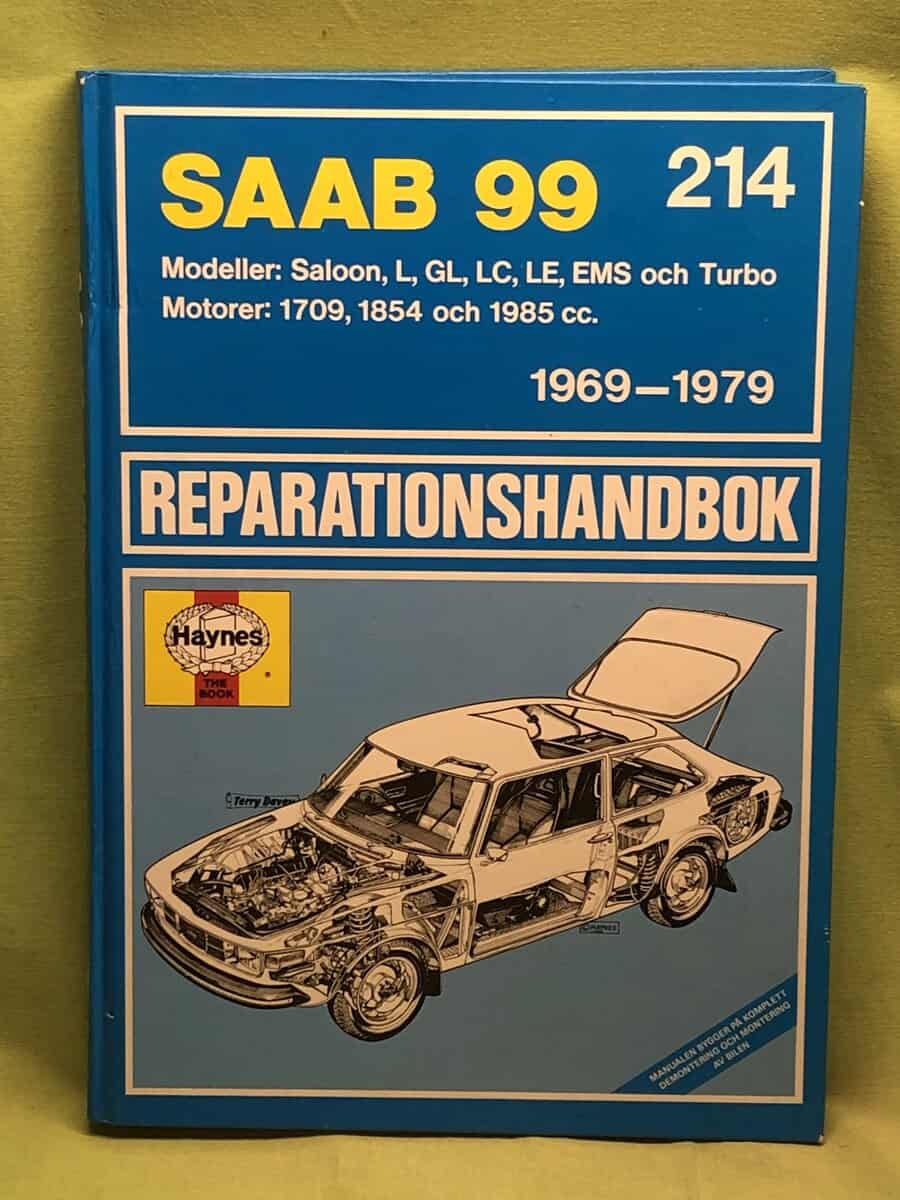 SAAB 99
214
Modeller: Saloon, L, GL, LC, LE, EMS och Turbo
Motorer: 1709, 1854 och 1985 cc.
1969–1979
REPARATIONSHANDBOK
Haynes
®
THE
BOOK
Terry Davey
© HAYNES
MANUALEN BYGGER PÅ KOMPLETT
DEMONTERING OCH MONTERING
AV BILEN